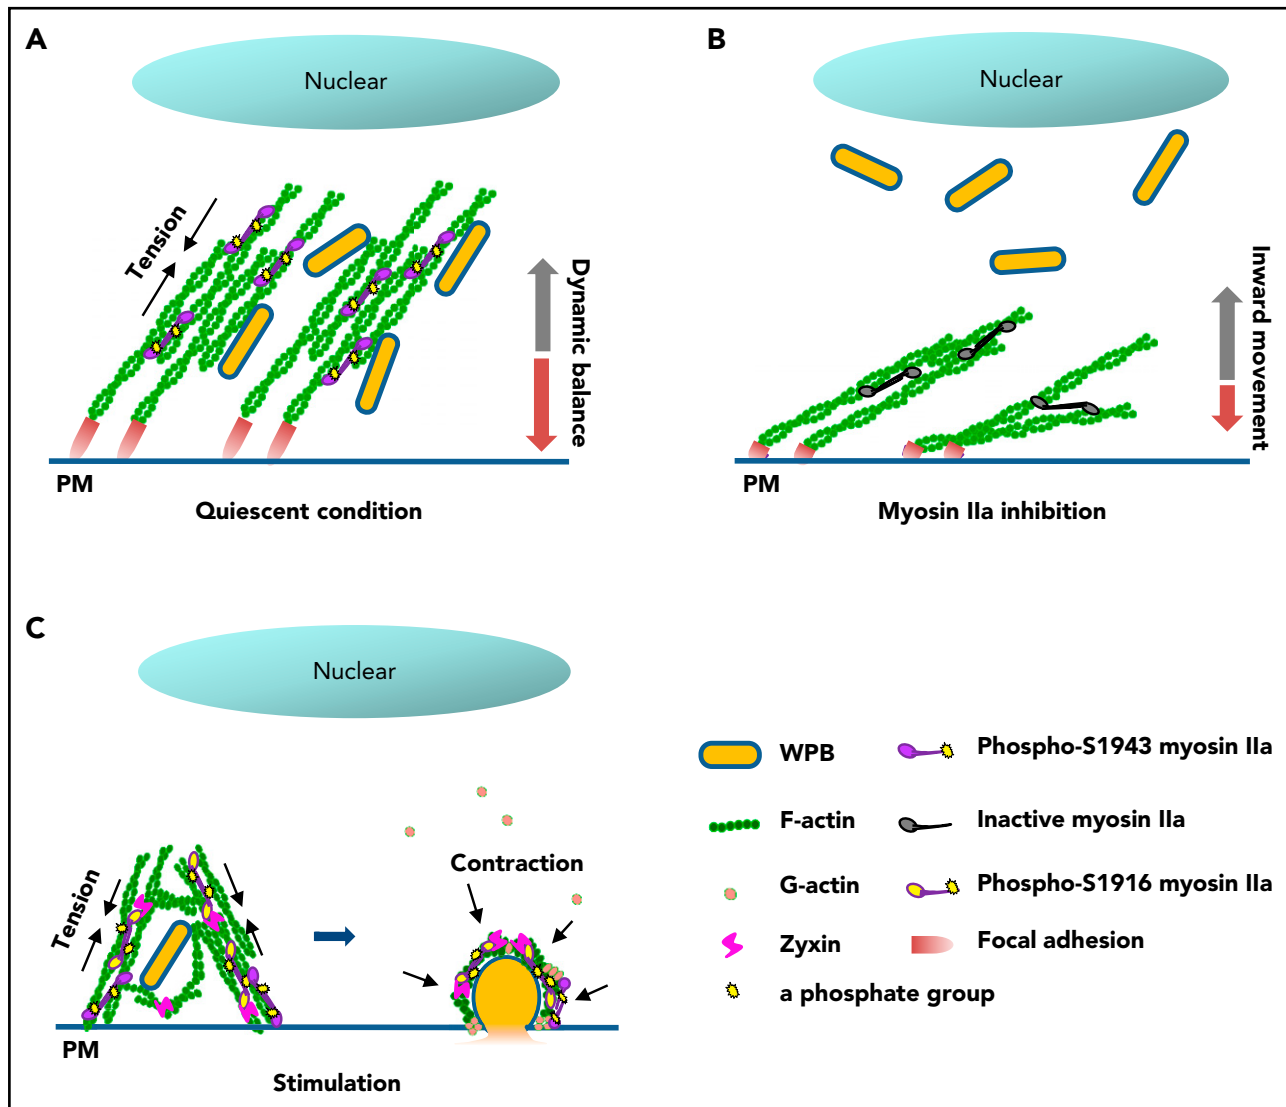 A
Nuclear
Tension
Dynamic balance
PM
Quiescent condition
B
Nuclear
Inward movement
PM
Myosin IIa inhibition
C
Nuclear
Tension
Contraction
PM
Stimulation
WPB
Phospho-S1943 myosin IIa
F-actin
Inactive myosin IIa
G-actin
Phospho-S1916 myosin IIa
Zyxin
Focal adhesion
a phosphate group